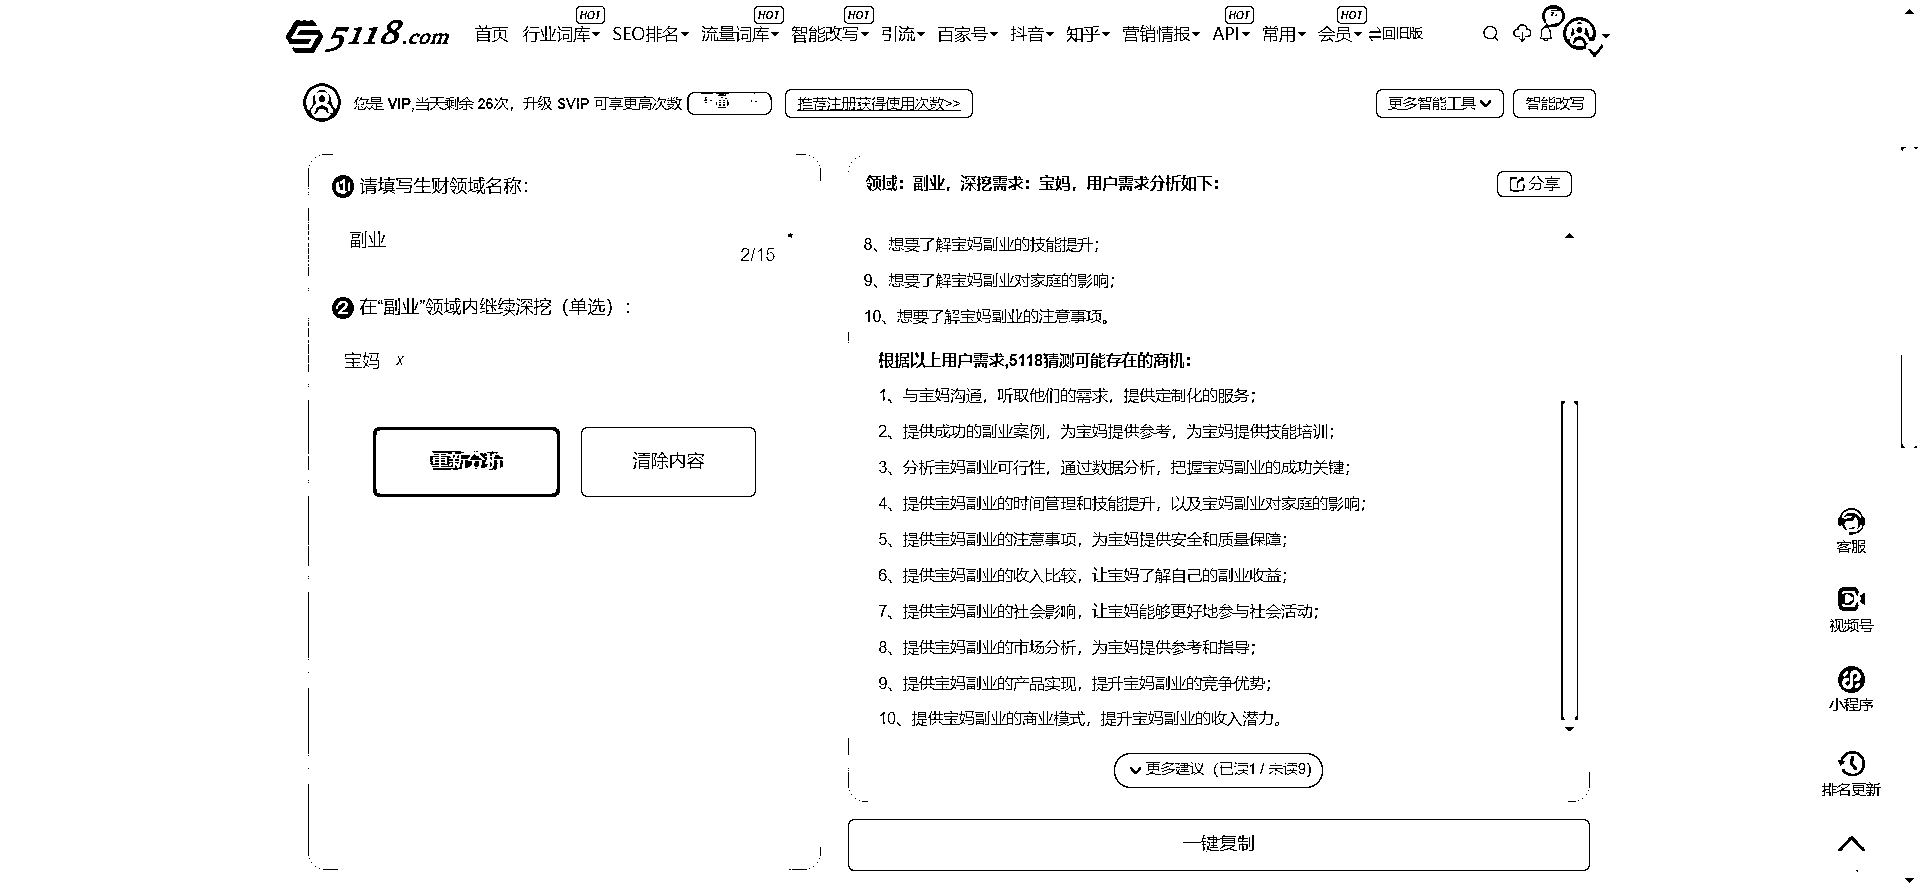 5118.com 首页 行业词库 HOT SEO排名 流量词库 HOT 智能改写 HOT 引流 百家号 抖音 知乎 营销情报 API HOT 常用 会员 HOT 回旧版
您是 VIP,当天剩余 26次，升级 SVIP 可享更高次数 推荐注册获得使用次数>> 更多智能工具 智能改写
1 请填写生财领域名称：
副业
2/15
2 在“副业”领域内继续深挖（单选）：
宝妈 x
重新分析 清除内容
领域：副业，深挖需求：宝妈，用户需求分析如下： 分享
8、想要了解宝妈副业的技能提升；
9、想要了解宝妈副业对家庭的影响；
10、想要了解宝妈副业的注意事项。
根据以上用户需求,5118猜测可能存在的商机：
1、与宝妈沟通，听取他们的需求，提供定制化的服务；
2、提供成功的副业案例，为宝妈提供参考，为宝妈提供技能培训；
3、分析宝妈副业可行性，通过数据分析，把握宝妈副业的成功关键；
4、提供宝妈副业的时间管理和技能提升，以及宝妈副业对家庭的影响；
5、提供宝妈副业的注意事项，为宝妈提供安全和质量保障；
6、提供宝妈副业的收入比较，让宝妈了解自己的副业收益；
7、提供宝妈副业的社会影响，让宝妈能够更好地参与社会活动；
8、提供宝妈副业的市场分析，为宝妈提供参考和指导；
9、提供宝妈副业的产品实现，提升宝妈副业的竞争优势；
10、提供宝妈副业的商业模式，提升宝妈副业的收入潜力。
更多建议（已读1 / 未读9）
一键复制
客服
视频号
小程序
排名更新